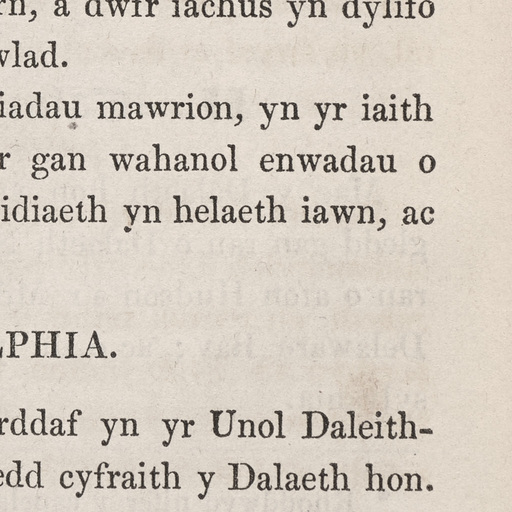 rn, a dwfr iachus yn dylifo
wlad.
iadau mawrion, yn yr iaith
r gan wahanol enwadau o
idiaeth yn helaeth iawn, ac
LPHIA.
rddaf yn yr Unol Daleith-
edd cyfraith y Dalaeth hon.